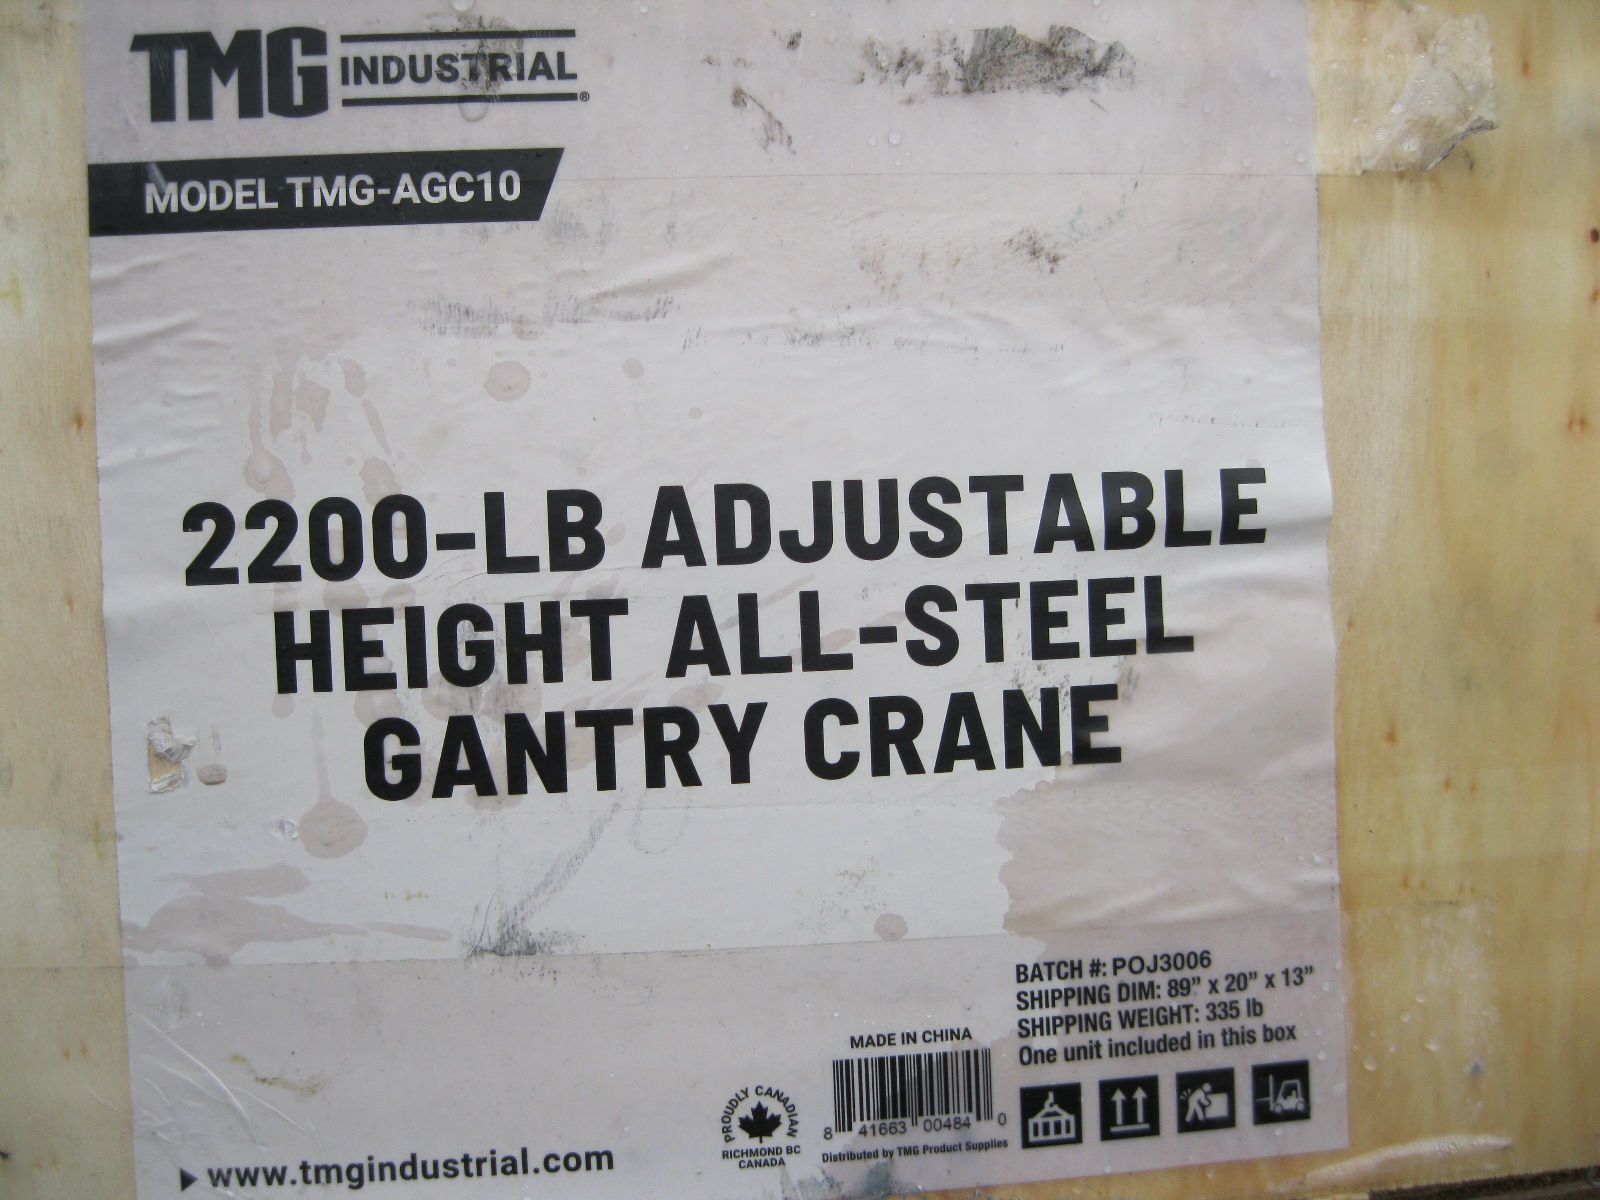 TMG INDUSTRIAL®
MODEL TMG-AGC10
2200-LB ADJUSTABLE
HEIGHT ALL-STEEL
GANTRY CRANE
BATCH #: POJ3006
SHIPPING DIM: 89” x 20” x 13”
SHIPPING WEIGHT: 335 lb
One unit included in this box
MADE IN CHINA
8 41663 00484 0
Distributed by TMG Product Supplies
PROUDLY CANADIAN
RICHMOND BC
CANADA
www.tmgindustrial.com